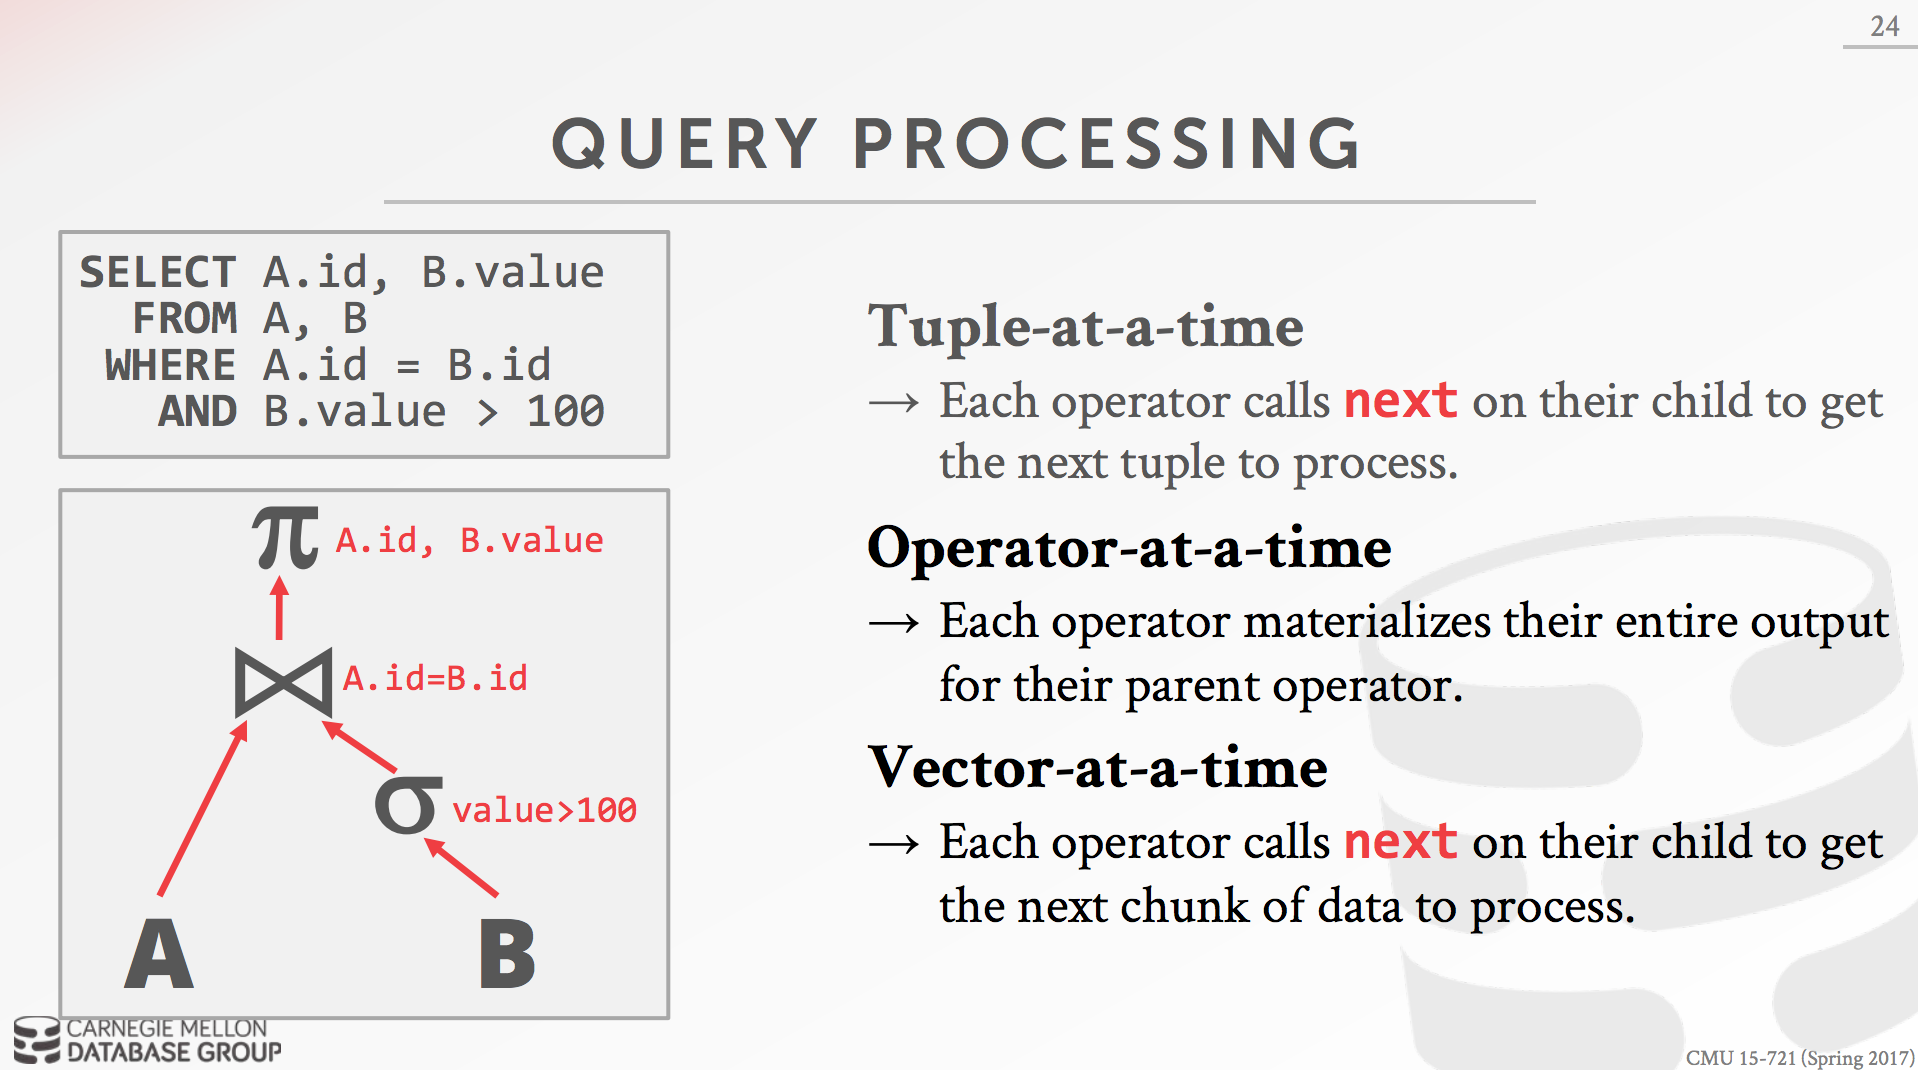 24
QUERY PROCESSING
SELECT A.id, B.value
FROM A, B
WHERE A.id = B.id
AND B.value > 100
π A.id, B.value
⋈ A.id=B.id
σ value>100
A B
Tuple-at-a-time
→ Each operator calls next on their child to get
the next tuple to process.
Operator-at-a-time
→ Each operator materializes their entire output
for their parent operator.
Vector-at-a-time
→ Each operator calls next on their child to get
the next chunk of data to process.
CARNEGIE MELLON
DATABASE GROUP
CMU 15-721 (Spring 2017)